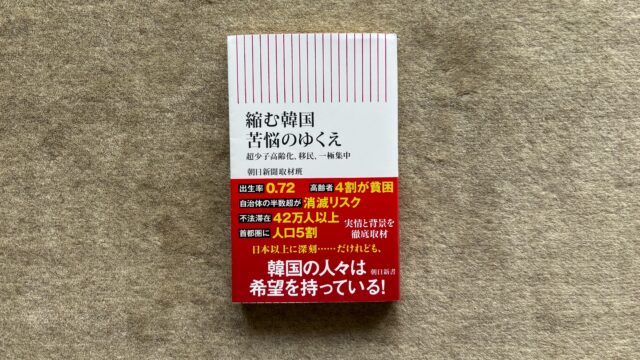 縮む韓国
苦悩のゆくえ
超少子高齢化、移民、一極集中
朝日新聞取材班
出生率 0.72 高齢者 4割が貧困
自治体の半数超が 消滅リスク
不法滞在 42万人以上
首都圏に 人口5割
実情と背景を
徹底取材
日本以上に深刻……だけれども、
韓国の人々は
希望を持っている!
朝日新書